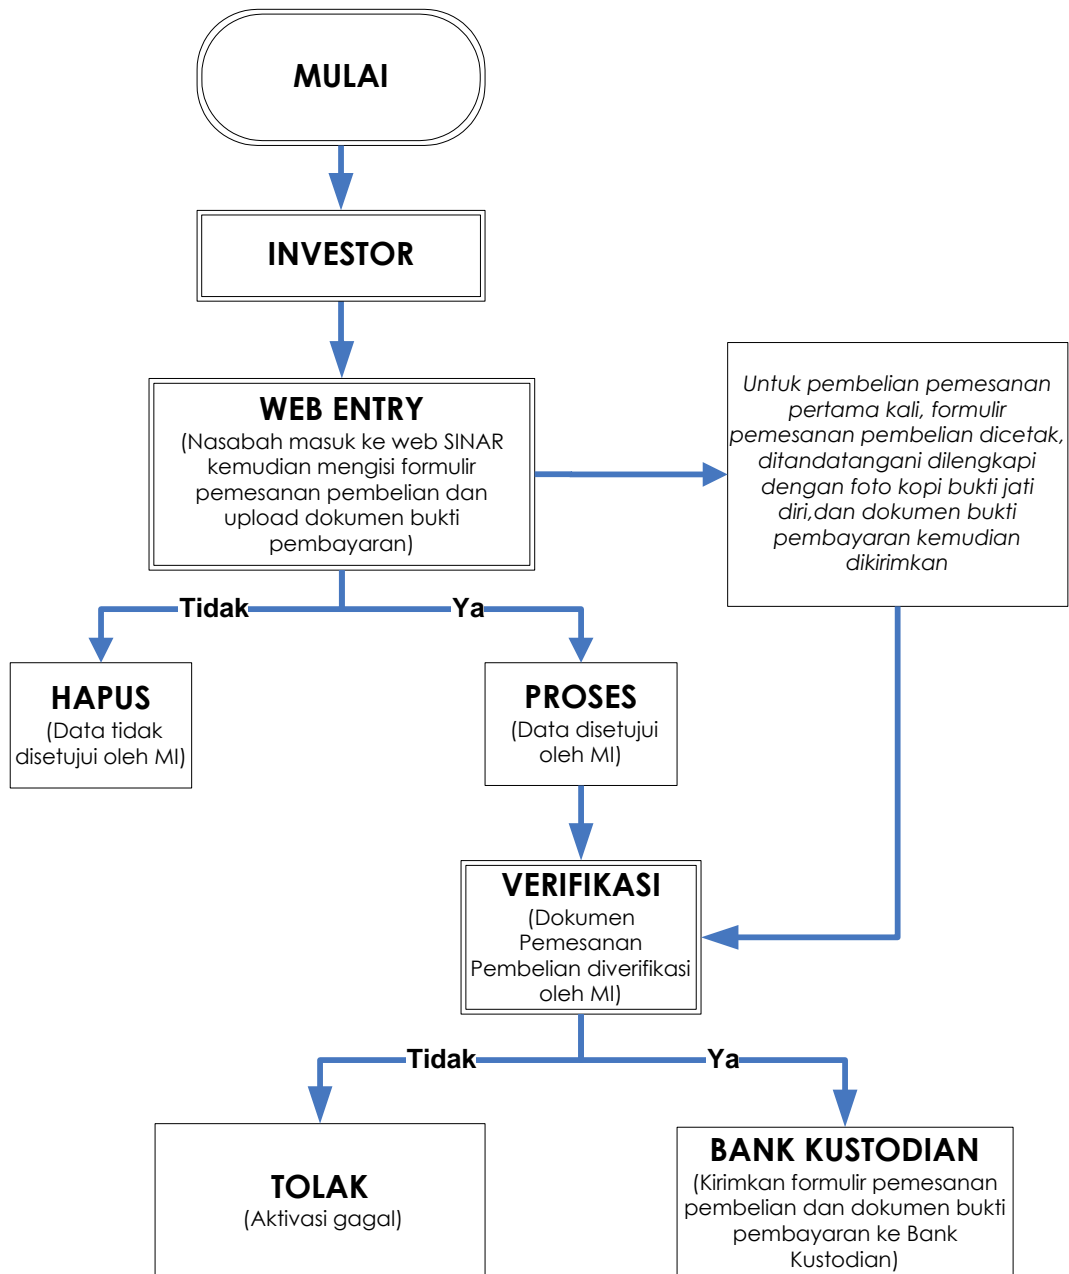 MULAI
INVESTOR
WEB ENTRY
(Nasabah masuk ke web SINAR
kemudian mengisi formulir
pemesanan pembelian dan
upload dokumen bukti
pembayaran)
Untuk pembelian pemesanan
pertama kali, formulir
pemesanan pembelian dicetak,
ditandatangani dilengkapi
dengan foto kopi bukti jati
diri,dan dokumen bukti
pembayaran kemudian
dikirimkan
Tidak
Ya
HAPUS
(Data tidak
disetujui oleh MI)
PROSES
(Data disetujui
oleh MI)
VERIFIKASI
(Dokumen
Pemesanan
Pembelian diverifikasi
oleh MI)
Tidak
Ya
TOLAK
(Aktivasi gagal)
BANK KUSTODIAN
(Kirimkan formulir pemesanan
pembelian dan dokumen bukti
pembayaran ke Bank
Kustodian)